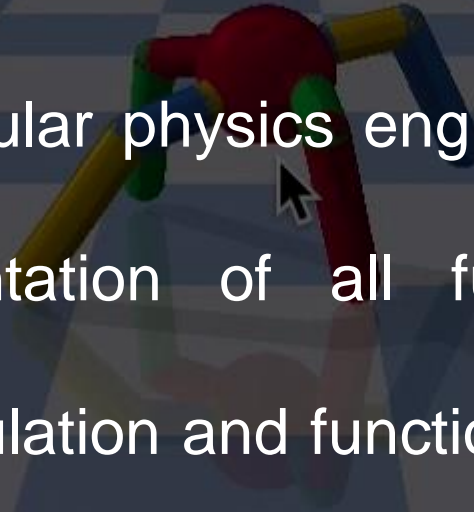 ular physics eng
ntation of all fu
ulation and functio